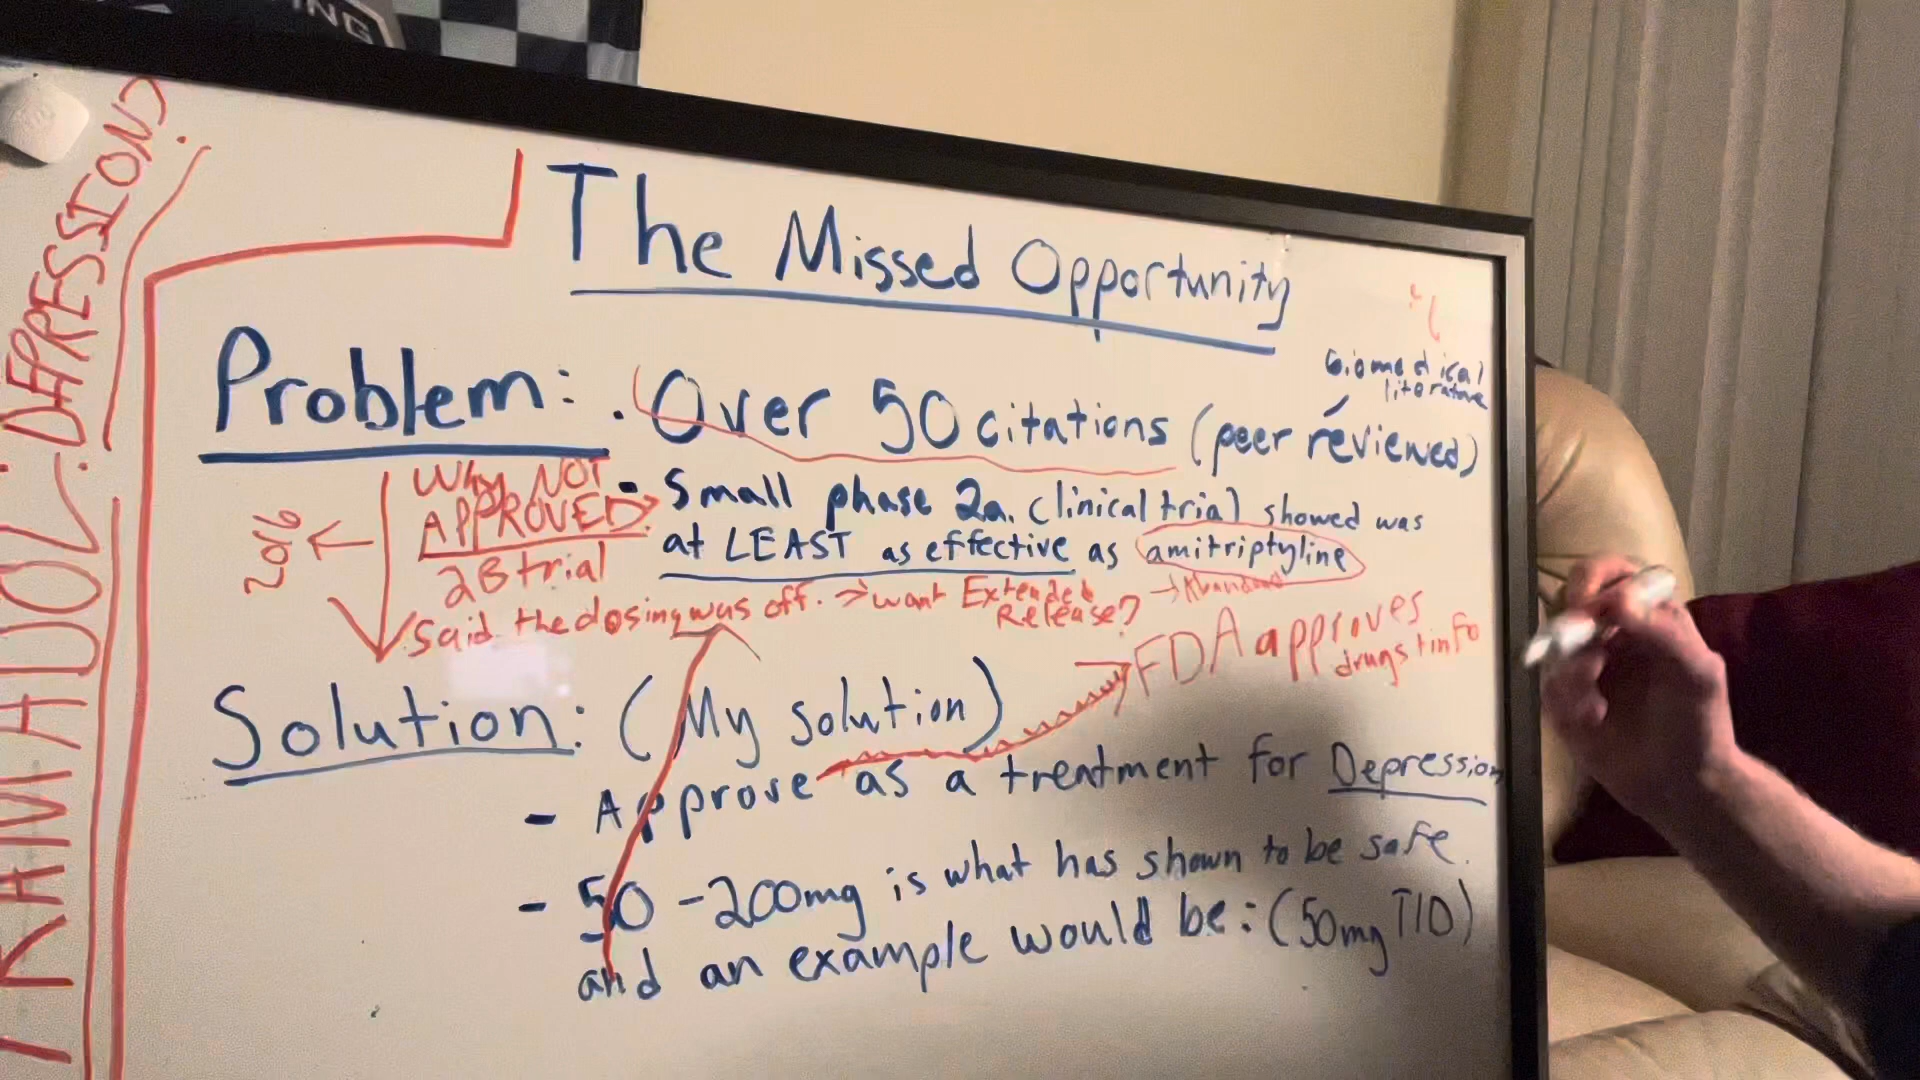 The Missed Opportunity
Problem: • Over 50 citations (peer reviewed)
biomedical
literature
• Small phase 2a. Clinical trial showed was
at LEAST as effective as amitriptyline
Why NOT
APPROVED?
2B trial
Said the dosing was off. → want Extended
Release?
2016
FDA approves
drugs + info
Solution: (My solution)
- Approve as a treatment for Depression
- 50-200mg is what has shown to be safe.
and an example would be: (50mg TID)
TRAMADOL: DEPRESSION?